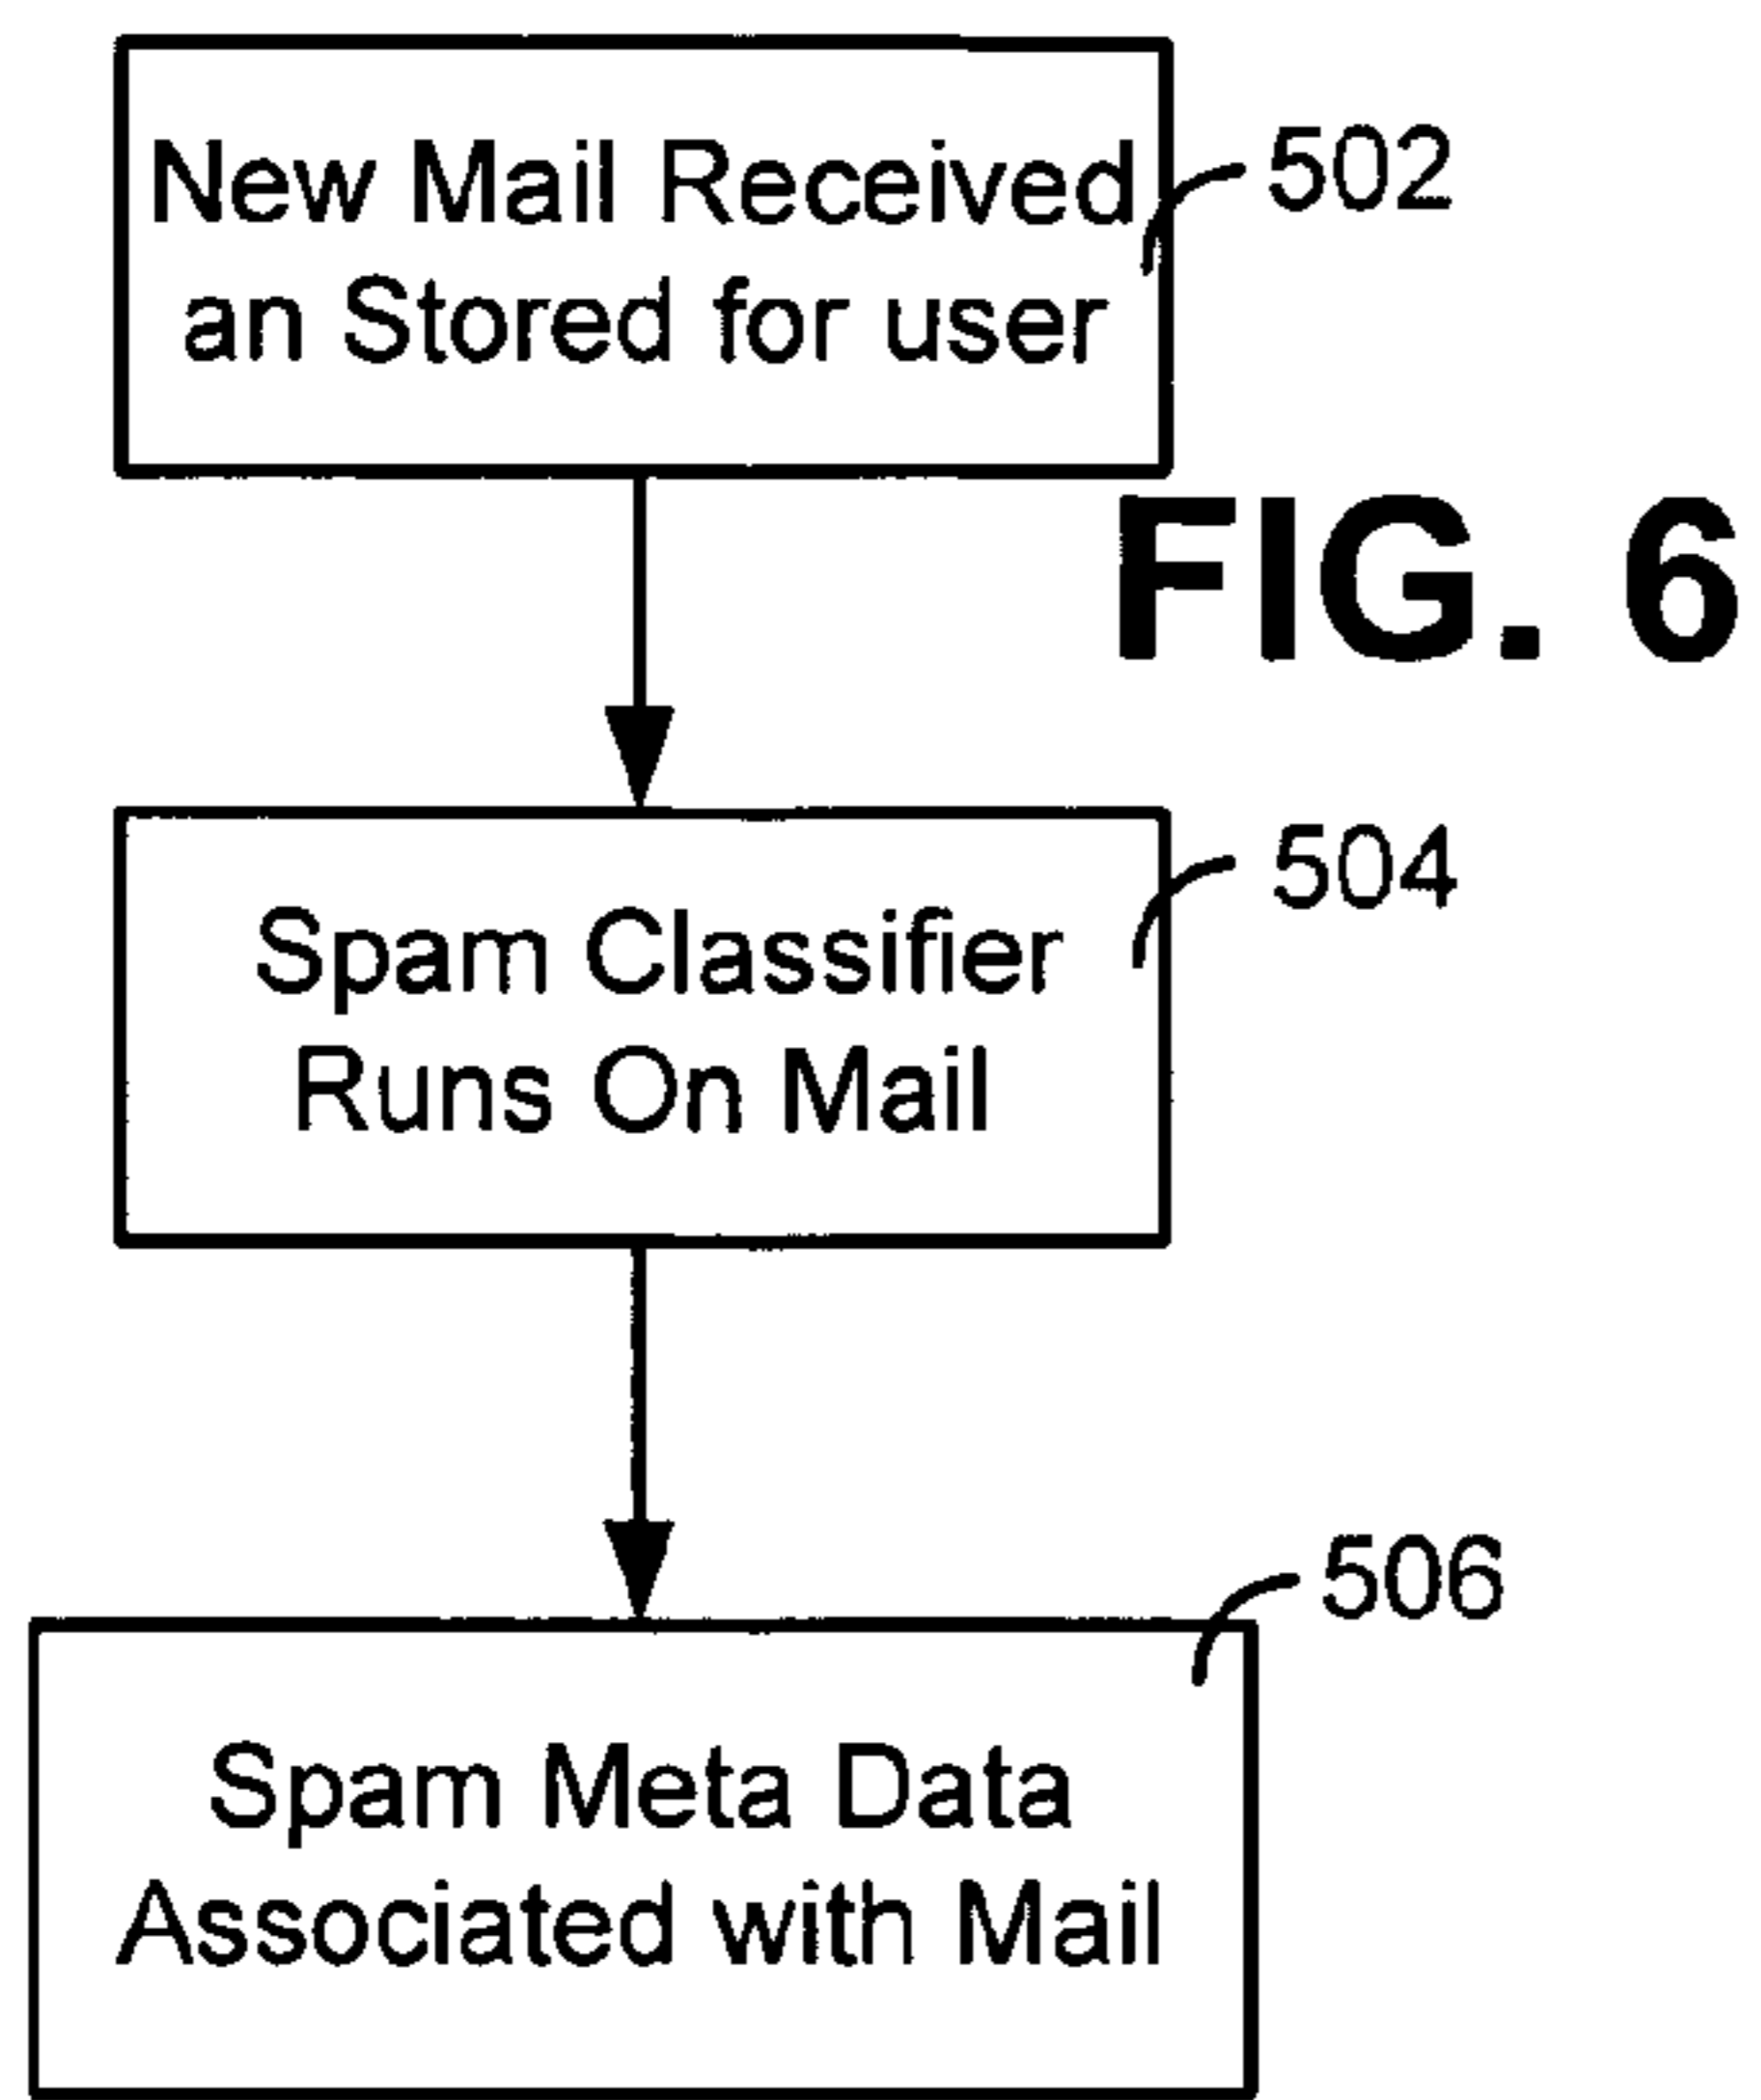 New Mail Received
an Stored for user
502
FIG. 6
Spam Classifier
Runs On Mail
504
506
Spam Meta Data
Associated with Mail